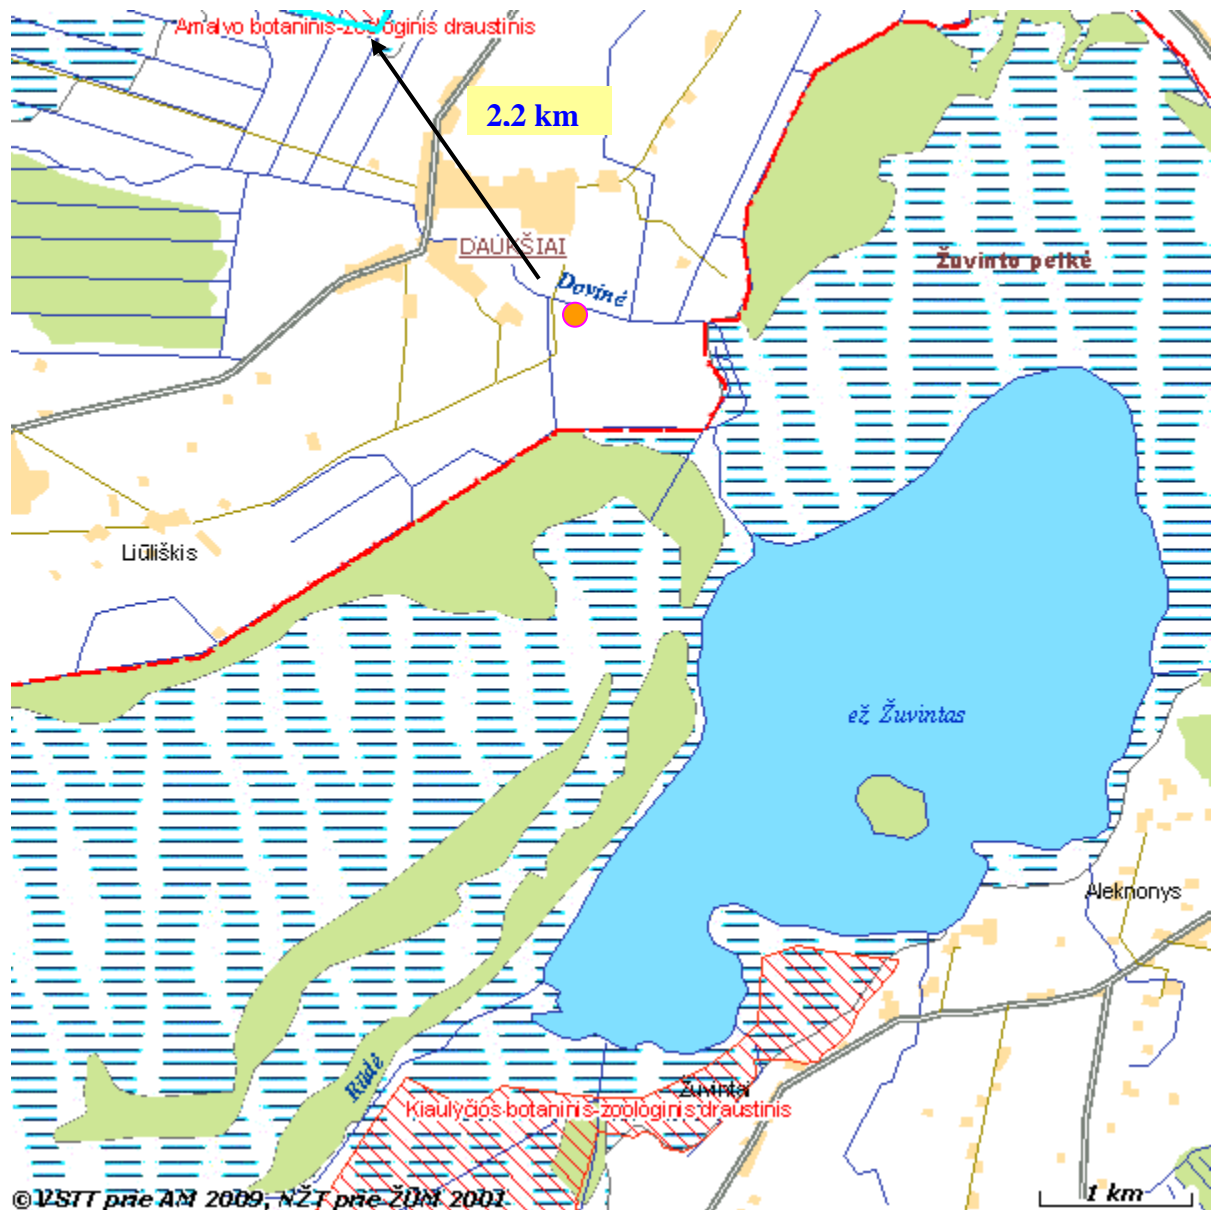 Amalvo botaninis-zoologinis draustinis
2,2 km
DAUKŠIAI
Žuvinto pelkė
Dovinė
Liūliškis
ež. Žuvintas
Aleknonys
Rūdė
Žuvintai
Kiaulyčios botaninis-zoologinis draustinis
© VSTT prie AM 2009, NŽT prie ŽŪM 2001
1 km